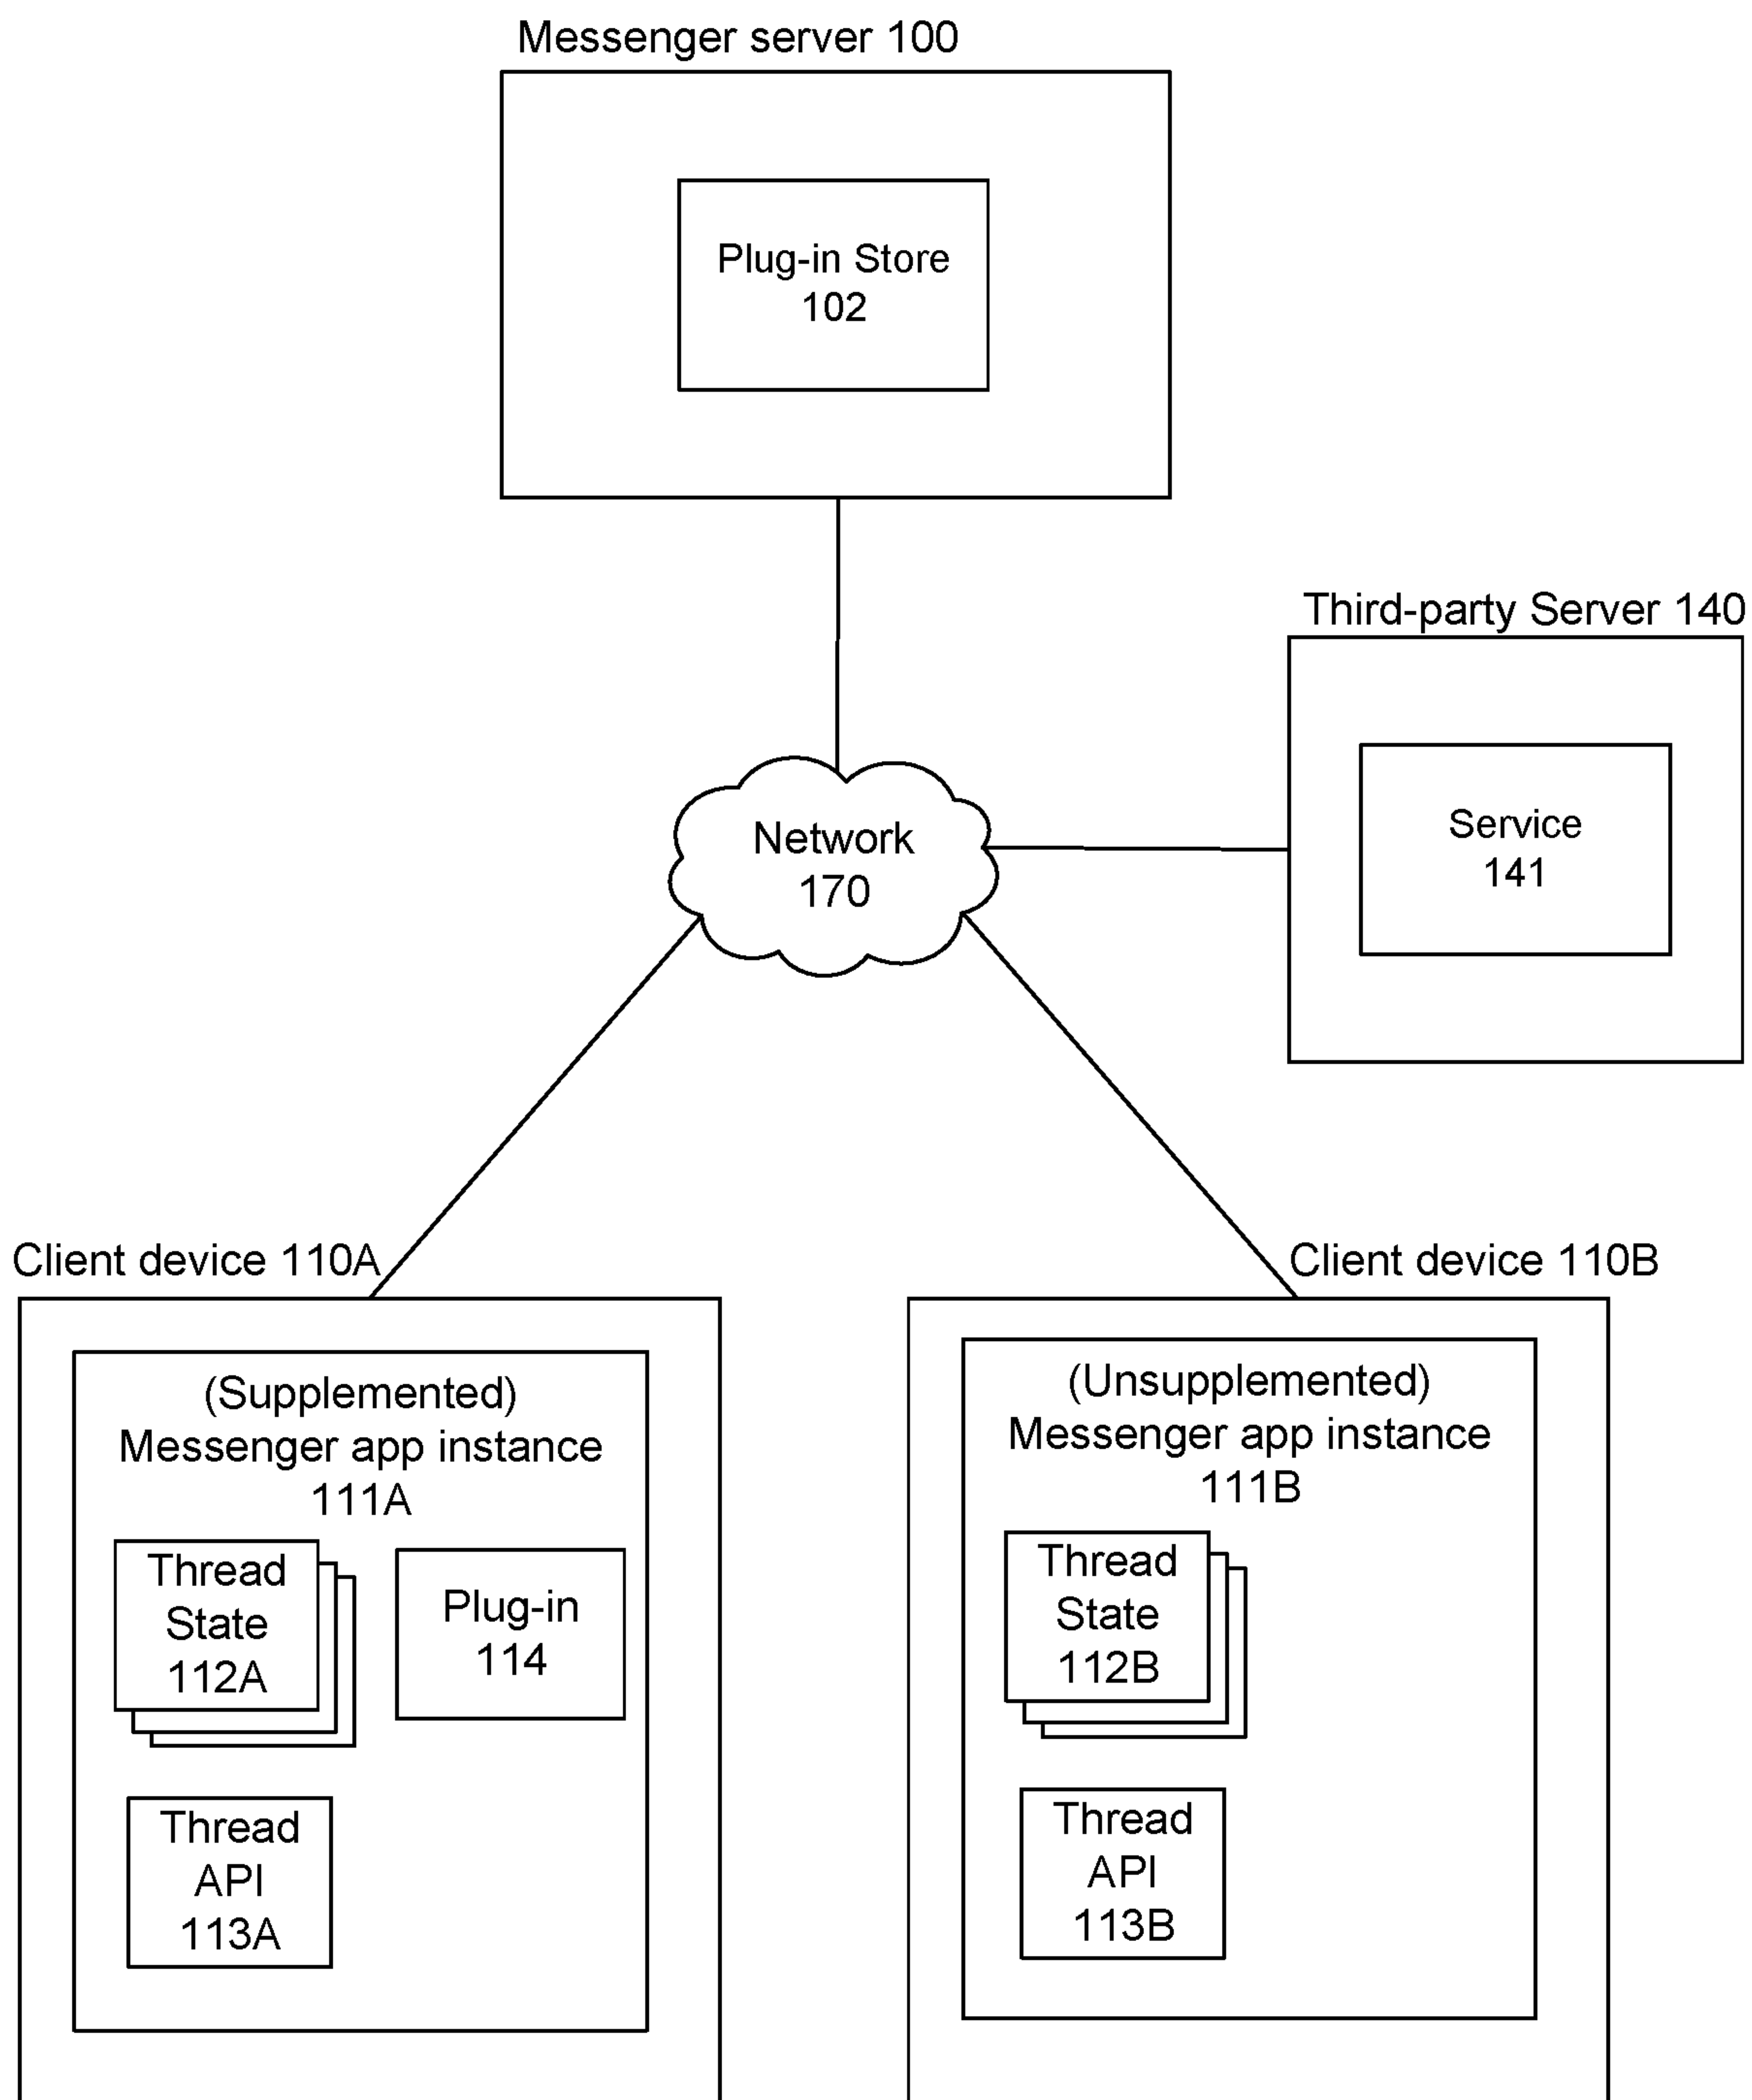 Messenger server 100
Plug-in Store
102
Third-party Server 140
Service
141
Network
170
Client device 110A
(Supplemented)
Messenger app instance
111A
Thread
State
112A
Plug-in
114
Thread
API
113A
Client device 110B
(Unsupplemented)
Messenger app instance
111B
Thread
State
112B
Thread
API
113B